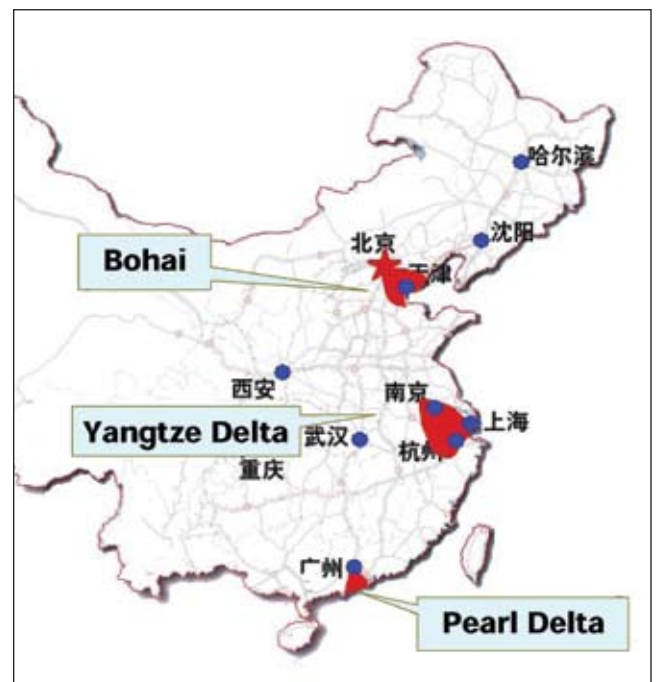 哈尔滨
沈阳
北京
Bohai
天津
西安
南京
Yangtze Delta
上海
武汉
杭州
重庆
广州
Pearl Delta